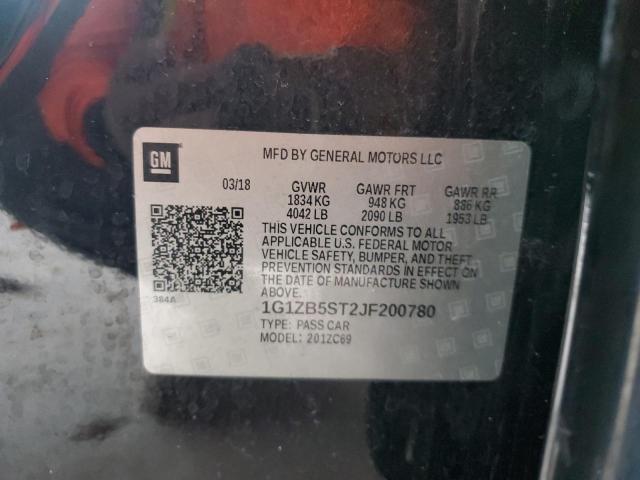 GM
MFD BY GENERAL MOTORS LLC
03/18 GVWR GAWR FRT GAWR RR
1834 KG 948 KG 886 KG
4042 LB 2090 LB 1953 LB
THIS VEHICLE CONFORMS TO ALL
APPLICABLE U.S. FEDERAL MOTOR
VEHICLE SAFETY, BUMPER, AND THEFT
PREVENTION STANDARDS IN EFFECT ON
THE DATE OF MANUFACTURE SHOWN
ABOVE.
384A
1G1ZB5ST2JF200780
TYPE: PASS CAR
MODEL: 201ZC69